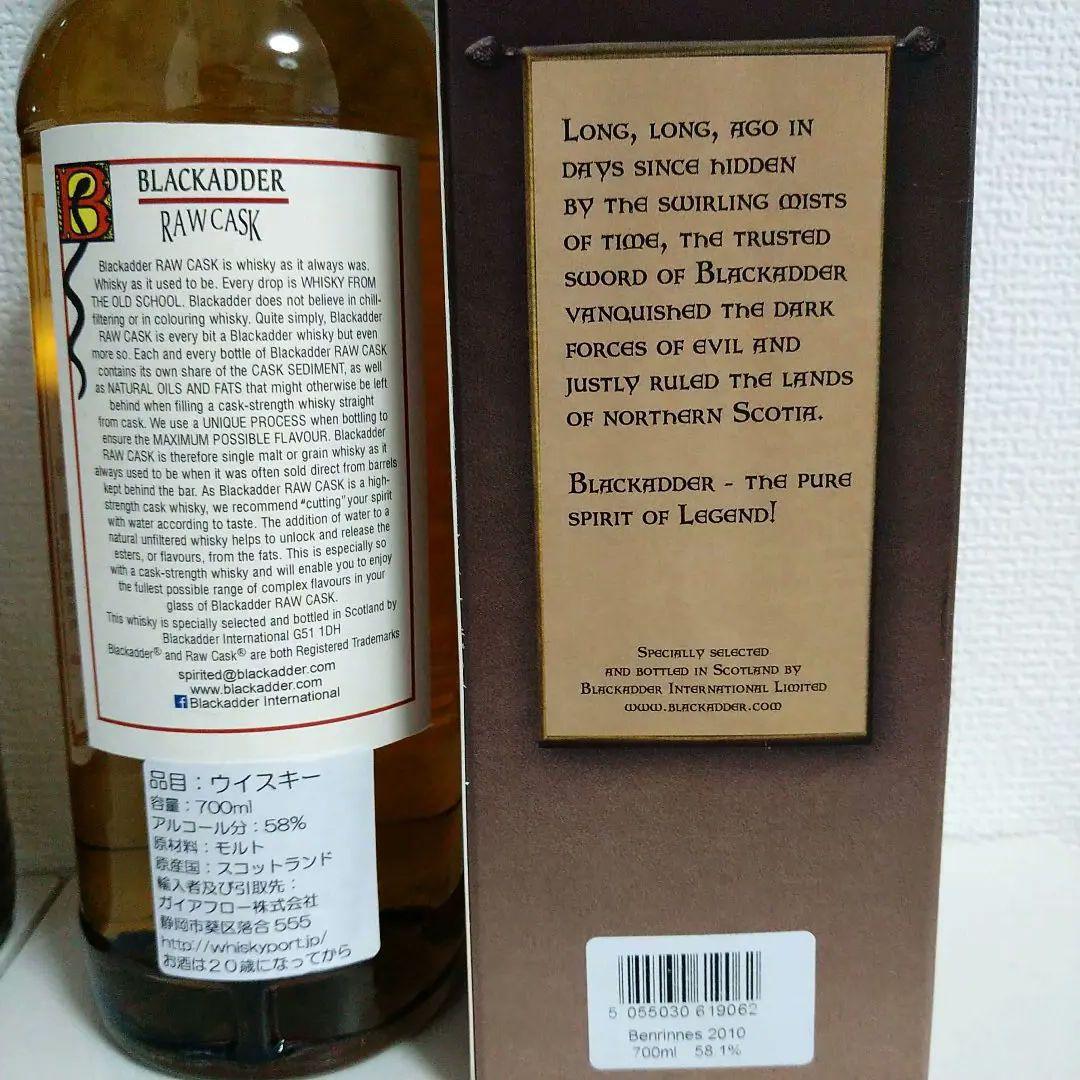 BLACKADDER
RAW CASK
Blackadder RAW CASK is whisky as it always was.
Whisky as it used to be. Every drop is WHISKY FROM
THE OLD SCHOOL. Blackadder does not believe in chill-
filtering or in colouring whisky. Quite simply, Blackadder
RAW CASK is every bit a Blackadder whisky but even
more so. Each and every bottle of Blackadder RAW CASK
contains its own share of the CASK SEDIMENT, as well
as NATURAL OILS AND FATS that might otherwise be left
behind when filling a cask-strength whisky straight
from cask. We use a UNIQUE PROCESS when bottling to
ensure the MAXIMUM POSSIBLE FLAVOUR. Blackadder
RAW CASK is therefore single malt or grain whisky as it
always used to be when it was often sold direct from barrels
kept behind the bar. As Blackadder RAW CASK is a high-
strength cask whisky, we recommend "cutting" your spirit
with water according to taste. The addition of water to a
natural unfiltered whisky helps to unlock and release the
esters, or flavours, from the fats. This is especially so
with a cask-strength whisky and will enable you to enjoy
the fullest possible range of complex flavours in your
glass of Blackadder RAW CASK.
This whisky is specially selected and bottled in Scotland by
Blackadder International G51 1DH
Blackadder® and Raw Cask® are both Registered Trademarks
spirited@blackadder.com
www.blackadder.com
Blackadder International
品目：ウイスキー
容量：700ml
アルコール分：58%
原材料：モルト
原産国：スコットランド
輸入者及び引取先：
ガイアフロー株式会社
静岡市葵区落合 555
http://whiskyport.jp/
お酒は20歳になってから
LONG, LONG, AGO IN
DAYS SINCE HIDDEN
BY THE SWIRLING MISTS
OF TIME, THE TRUSTED
SWORD OF BLACKADDER
VANQUISHED THE DARK
FORCES OF EVIL AND
JUSTLY RULED THE LANDS
OF NORTHERN SCOTIA.
BLACKADDER - THE PURE
SPIRIT OF LEGEND!
SPECIALLY SELECTED
AND BOTTLED IN SCOTLAND BY
BLACKADDER INTERNATIONAL LIMITED
WWW.BLACKADDER.COM
5 055030 619062
Benrinnes 2010
700ml 58.1%